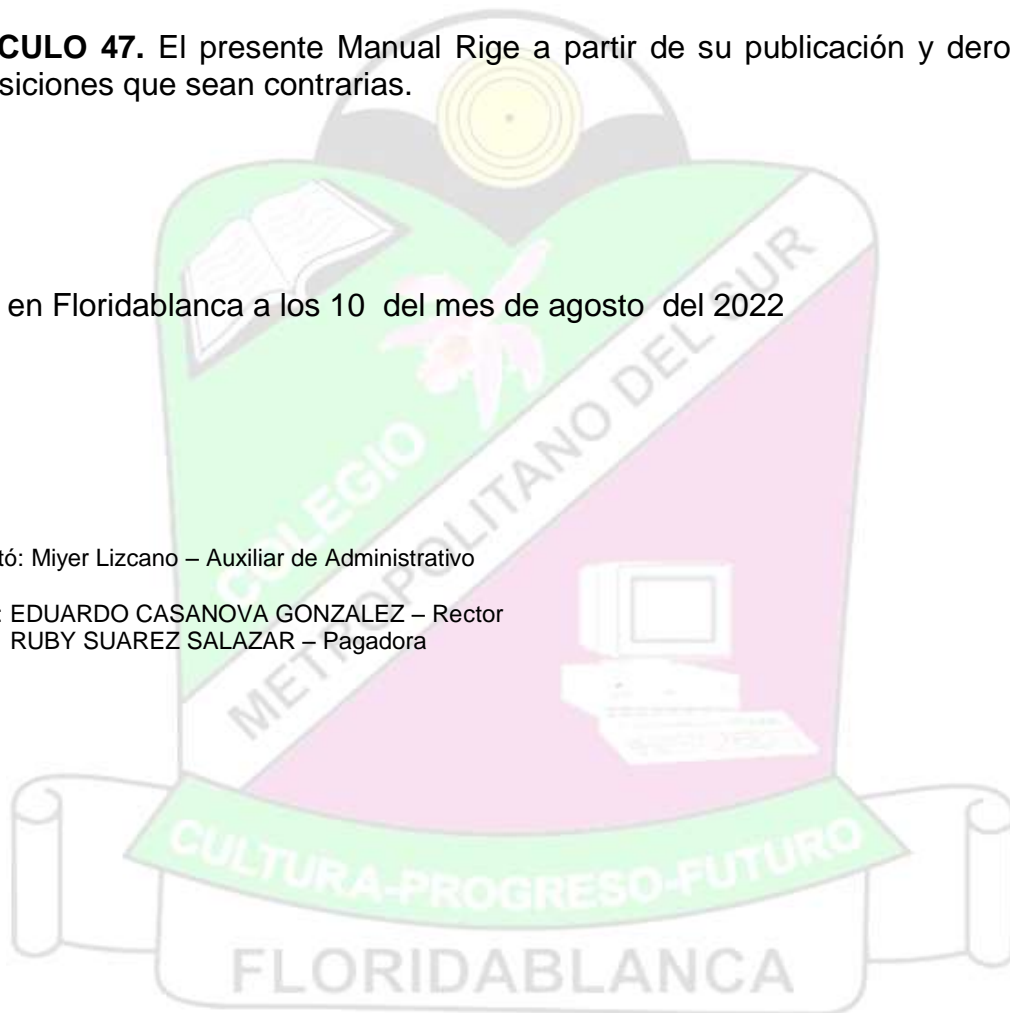 CULO 47. El presente Manual Rige a partir de su publicación y dero
siciones que sean contrarias.
en Floridablanca a los 10 del mes de agosto del 2022
tó: Miyer Lizcano – Auxiliar de Administrativo
: EDUARDO CASANOVA GONZALEZ – Rector
RUBY SUAREZ SALAZAR – Pagadora
COLEGIO
METROPOLITANO DEL SUR
CULTURA-PROGRESO-FUTURO
FLORIDABLANCA